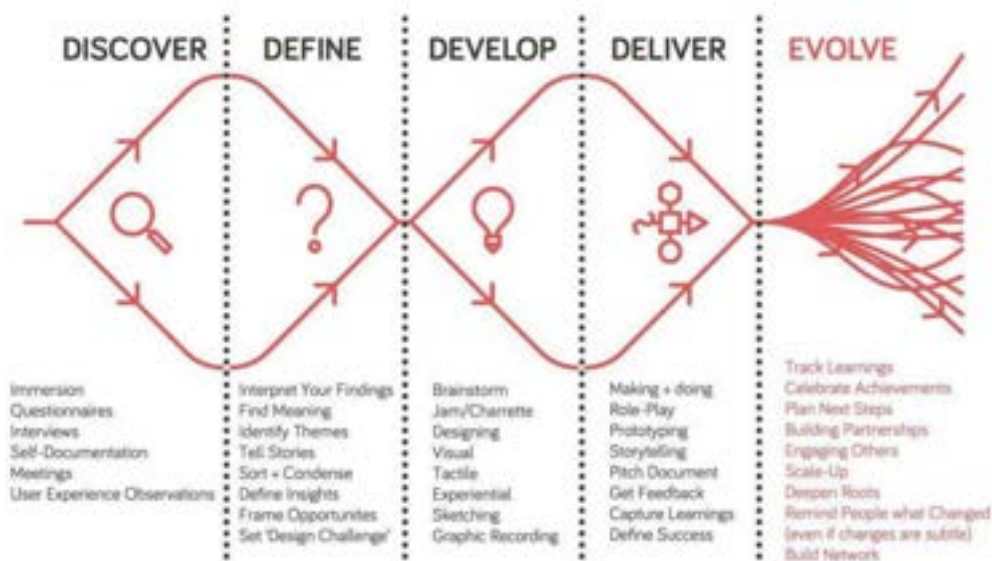 DISCOVER
DEFINE
DEVELOP
DELIVER
EVOLVE
Immersion
Questionnaires
Interviews
Self-Documentation
Meetings
User Experience Observations
Interpret Your Findings
Find Meaning
Identify Themes
Tell Stories
Sort + Condense
Define Insights
Frame Opportunites
Set 'Design Challenge'
Brainstorm
Jam/Charrette
Designing
Visual
Tactile
Experiential
Sketching
Graphic Recording
Making + doing
Role-Play
Prototyping
Storytelling
Pitch Document
Get Feedback
Capture Learnings
Define Success
Track Learnings
Celebrate Achievements
Plan Next Steps
Building Partnerships
Engaging Others
Scale-Up
Deepen Roots
Remind People what Changed
(even if changes are subtle)
Build Network